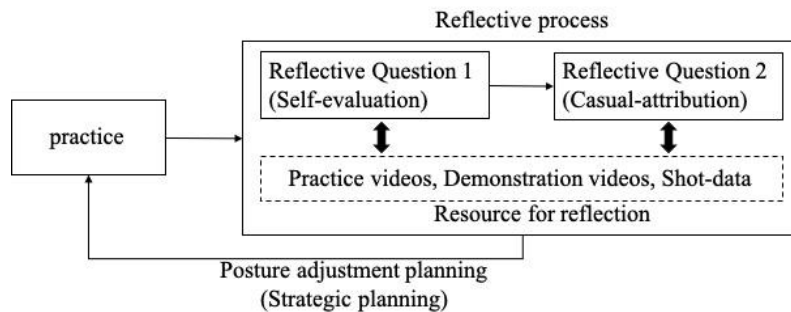 Reflective process
Reflective Question 1
(Self-evaluation)
Reflective Question 2
(Casual-attribution)
practice
Practice videos, Demonstration videos, Shot-data
Resource for reflection
Posture adjustment planning
(Strategic planning)